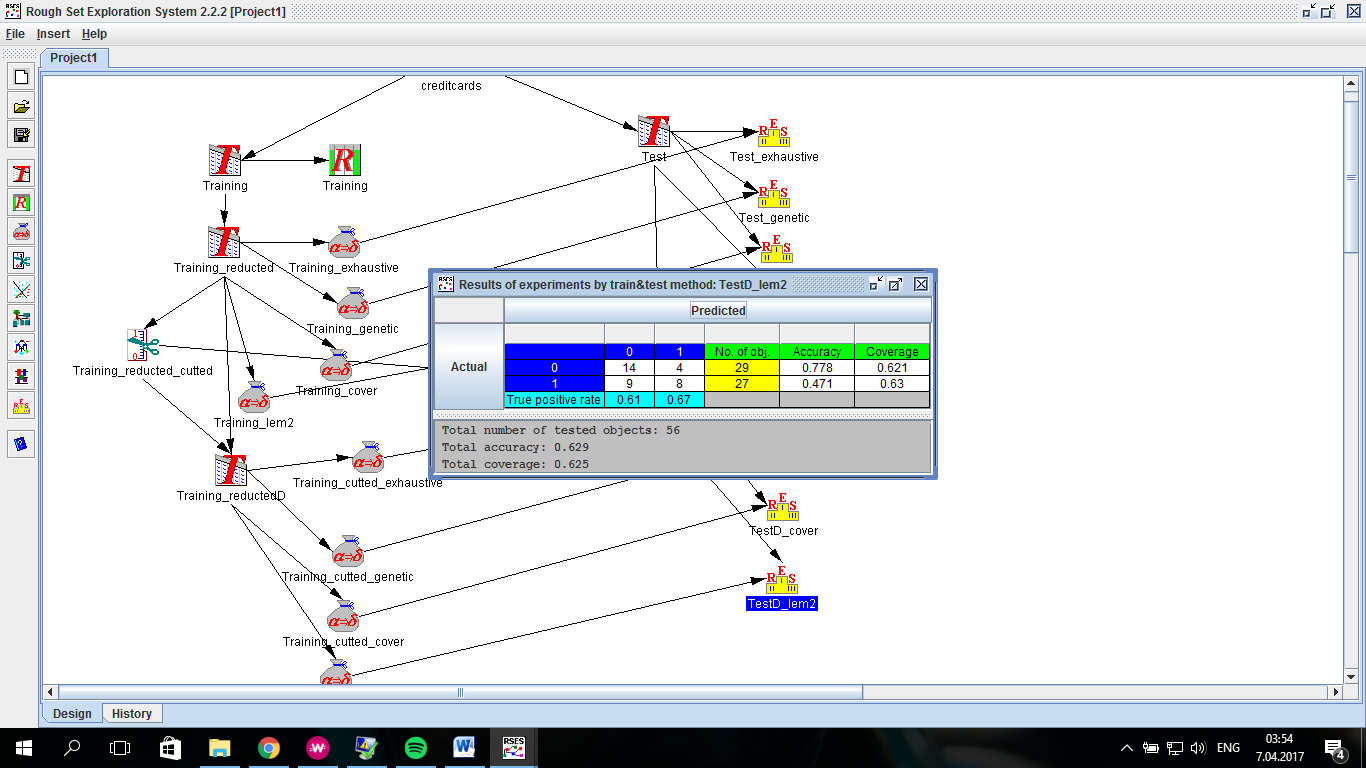 Rough Set Exploration System 2.2.2 [Project1]
File Insert Help
Project1
creditcards
Training
Training
Test
Test_exhaustive
Test_genetic
Training_reducted
Training_exhaustive
Training_genetic
Training_reducted_cutted
Training_cover
Training_lem2
Training_reductedD
Training_cutted_exhaustive
Training_cutted_genetic
Training_cutted_cover
TestD_cover
TestD_lem2
Results of experiments by train&test method: TestD_lem2
Predicted
Actual
0 1 No. of obj. Accuracy Coverage
0 14 4 29 0.778 0.621
1 9 8 27 0.471 0.63
True positive rate 0.61 0.67
Total number of tested objects: 56
Total accuracy: 0.629
Total coverage: 0.625
Design History
ENG
03:54
7.04.2017
4